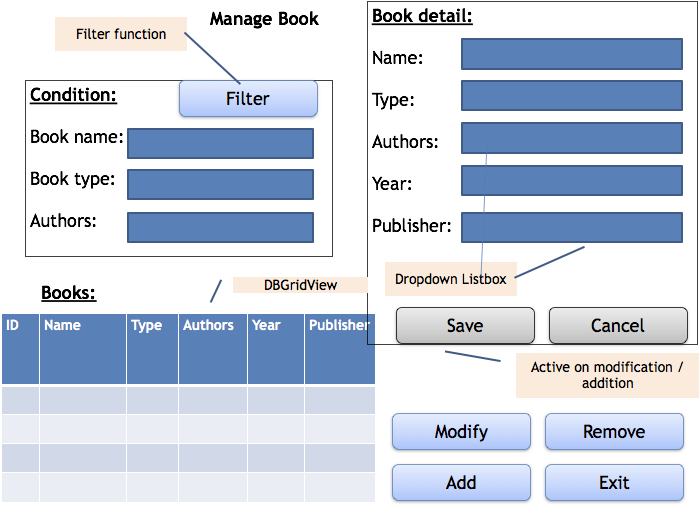 Manage Book
Filter function
Condition:
Filter
Book name:
Book type:
Authors:
Book detail:
Name:
Type:
Authors:
Year:
Publisher:
Dropdown Listbox
Save
Cancel
Active on modification /
addition
DBGridView
Books:
ID Name Type Authors Year Publisher
Modify
Remove
Add
Exit